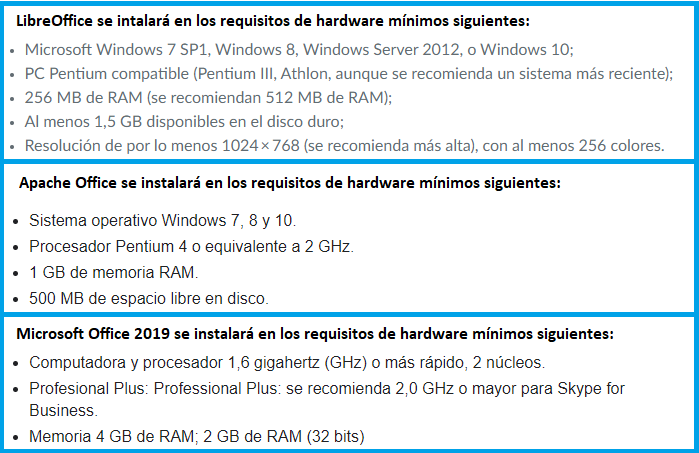 LibreOffice se intalará en los requisitos de hardware mínimos siguientes:
• Microsoft Windows 7 SP1, Windows 8, Windows Server 2012, o Windows 10;
• PC Pentium compatible (Pentium III, Athlon, aunque se recomienda un sistema más reciente);
• 256 MB de RAM (se recomiendan 512 MB de RAM);
• Al menos 1,5 GB disponibles en el disco duro;
• Resolución de por lo menos 1024 × 768 (se recomienda más alta), con al menos 256 colores.
Apache Office se instalará en los requisitos de hardware mínimos siguientes:
• Sistema operativo Windows 7, 8 y 10.
• Procesador Pentium 4 o equivalente a 2 GHz.
• 1 GB de memoria RAM.
• 500 MB de espacio libre en disco.
Microsoft Office 2019 se instalará en los requisitos de hardware mínimos siguientes:
• Computadora y procesador 1,6 gigahertz (GHz) o más rápido, 2 núcleos.
• Profesional Plus: Professional Plus: se recomienda 2,0 GHz o mayor para Skype for
Business.
• Memoria 4 GB de RAM; 2 GB de RAM (32 bits)